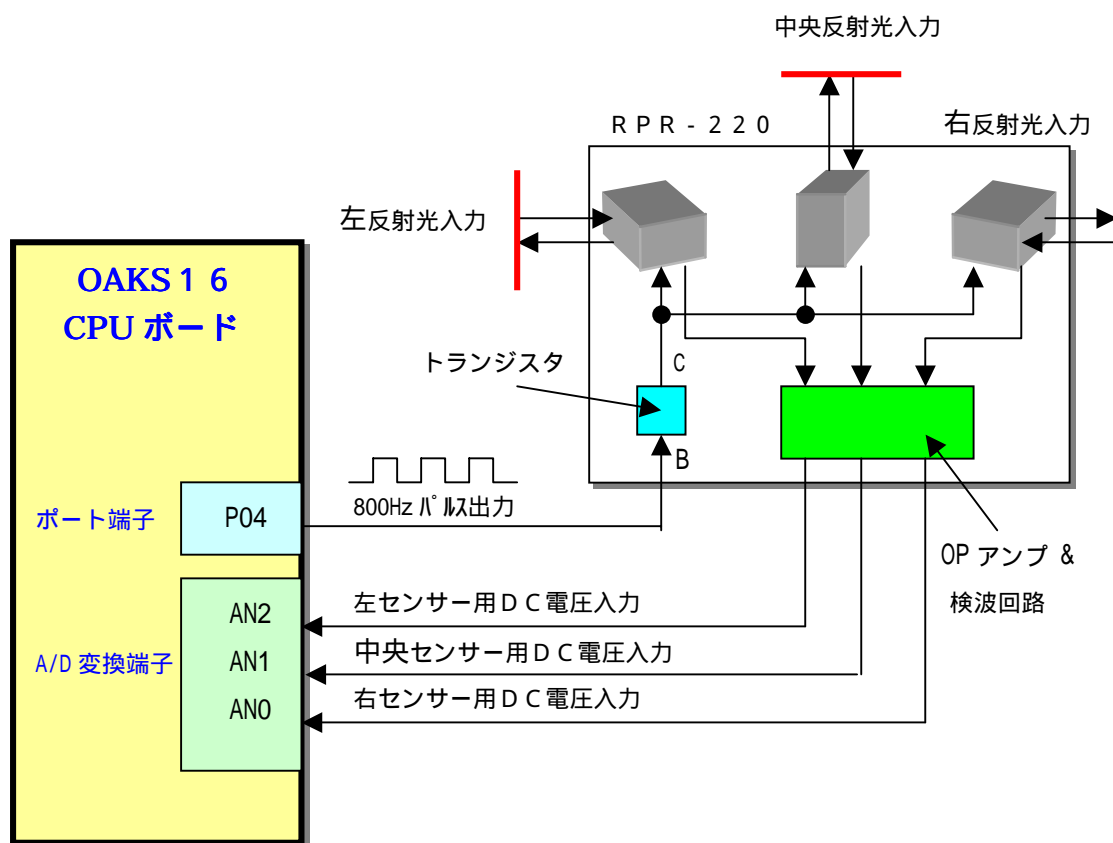 中央反射光入力
ＲＰＲ-２２０
右反射光入力
左反射光入力
OAKS１６
CPU ボード
トランジスタ
C
B
800Hz ﾊﾟﾙｽ出力
ポート端子
P04
OP アンプ ＆
検波回路
A/D 変換端子
AN2
AN1
AN0
左センサー用ＤＣ電圧入力
中央センサー用ＤＣ電圧入力
右センサー用ＤＣ電圧入力